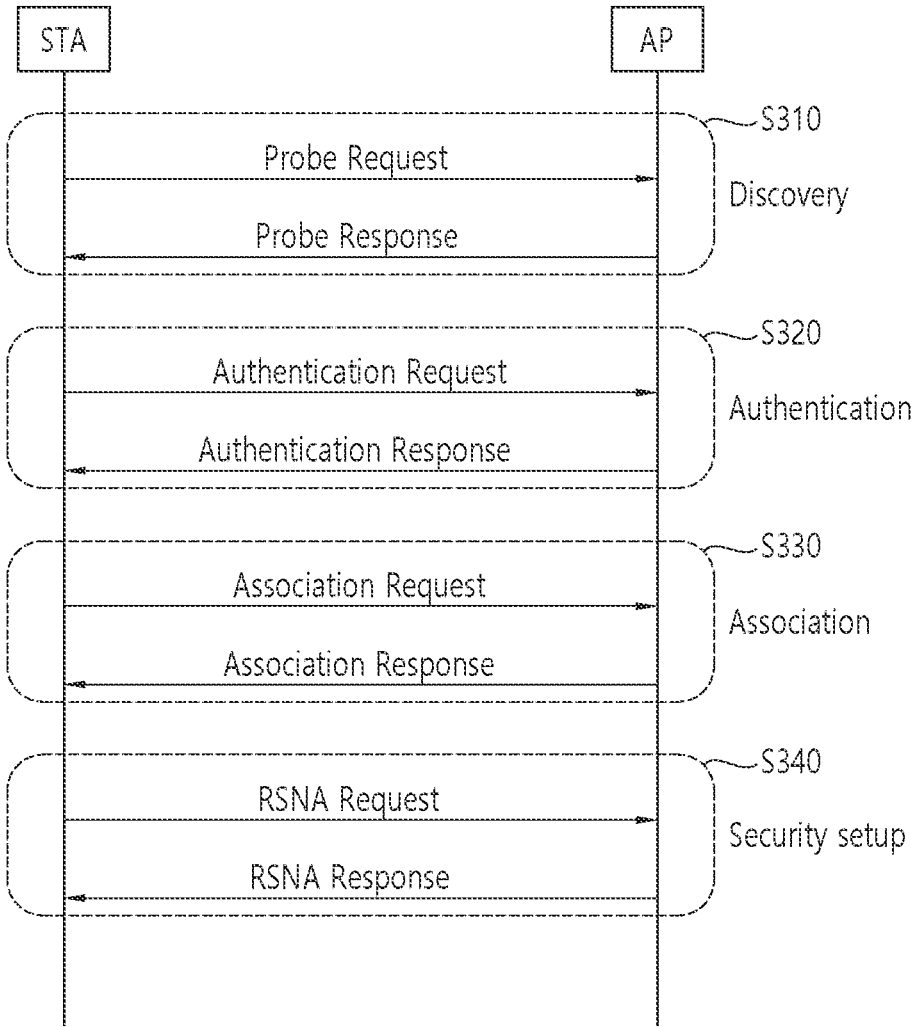 STA
AP
S310
Probe Request
Discovery
Probe Response
S320
Authentication Request
Authentication
Authentication Response
S330
Association Request
Association
Association Response
S340
RSNA Request
Security setup
RSNA Response